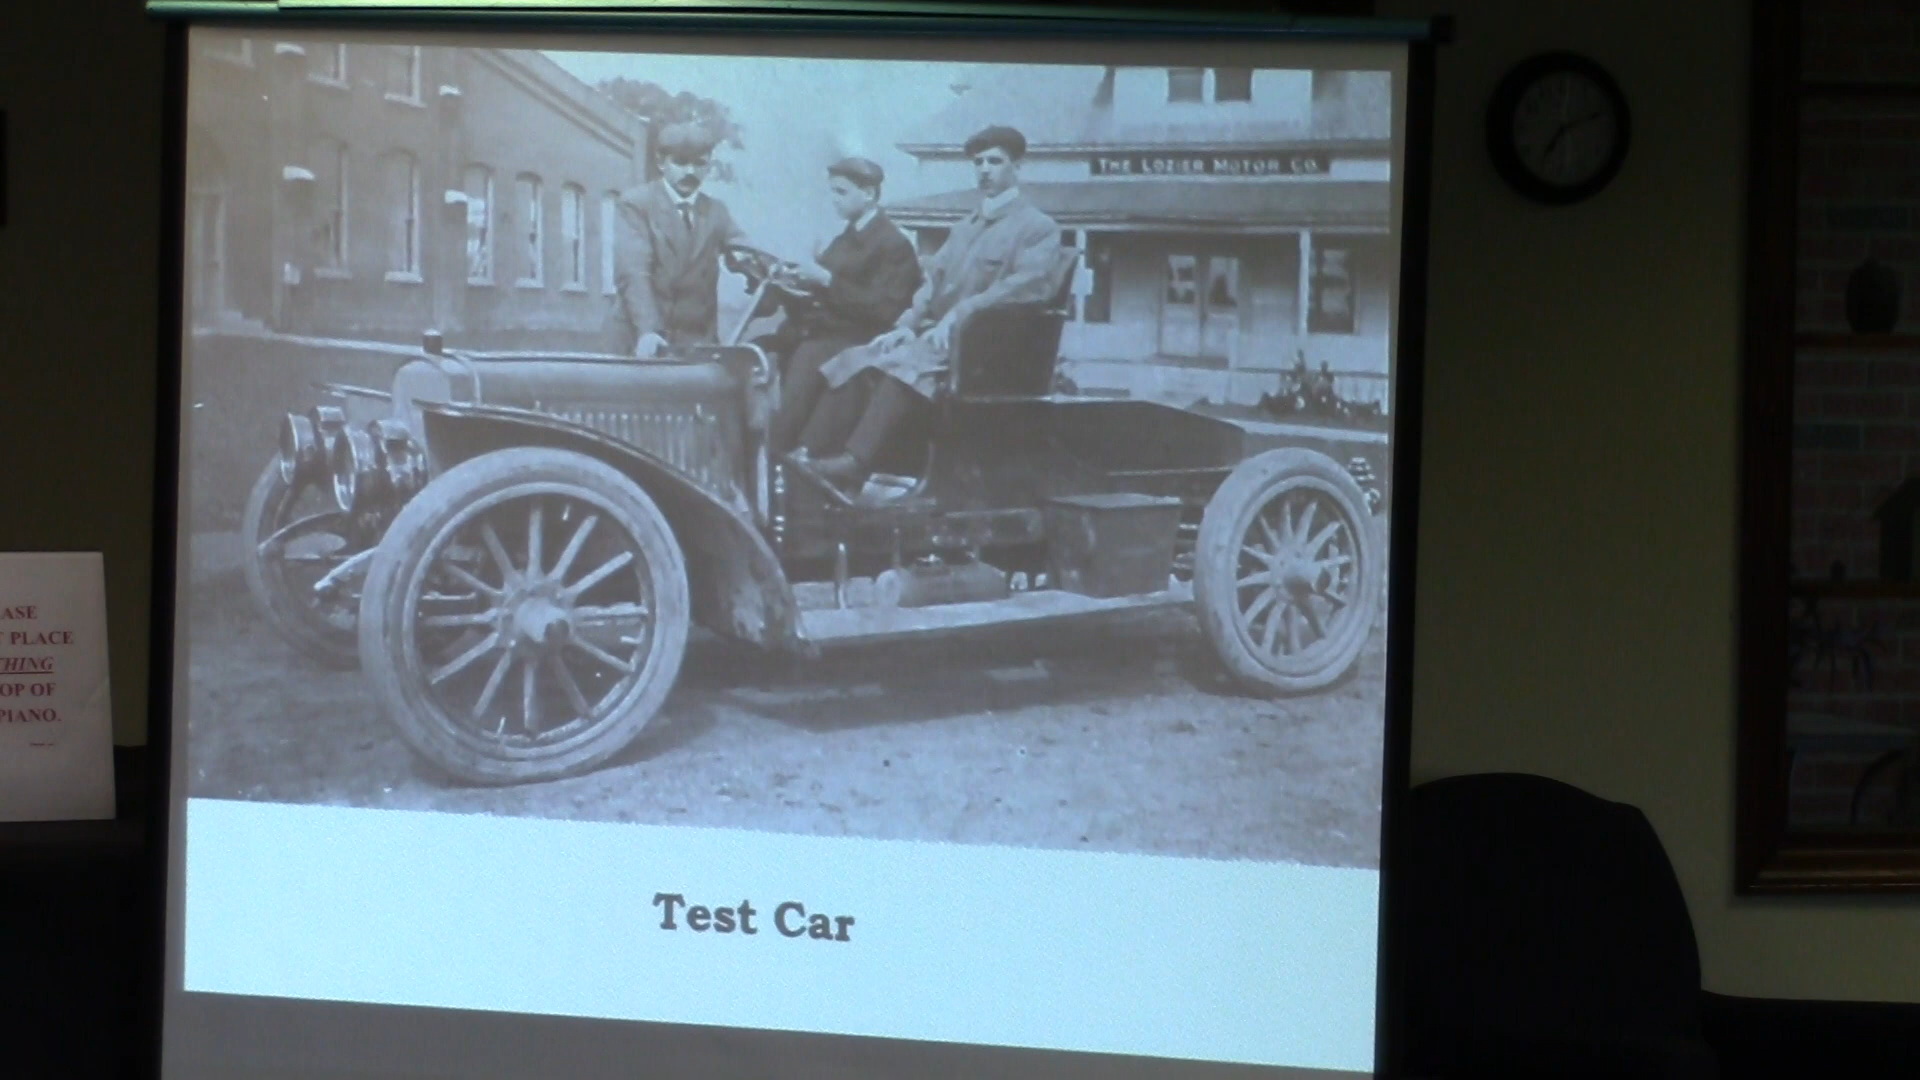 THE LOZIER MOTOR CO.
Test Car
ASE
T PLACE
THING
OP OF
PIANO.